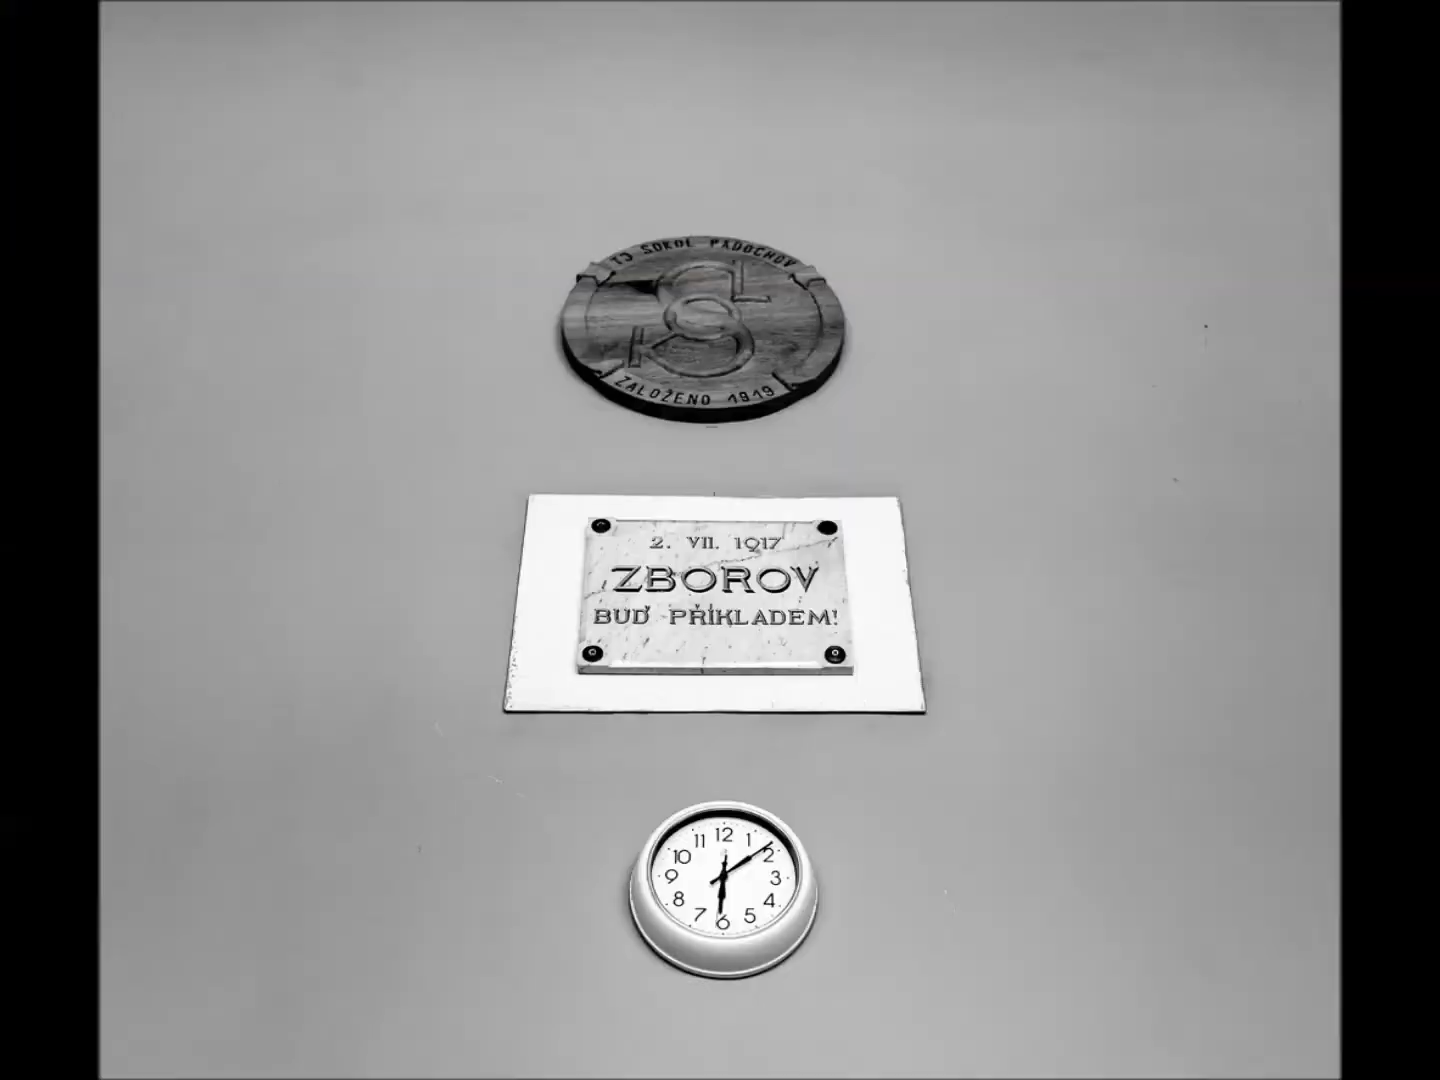 TJ SOKOL PADOCHOV
ZALOŽENO 1919
2. VII. 1917
ZBOROV
BUĎ PŘÍKLADEM!
12
11 1
10 2
9 3
8 4
7 5
6